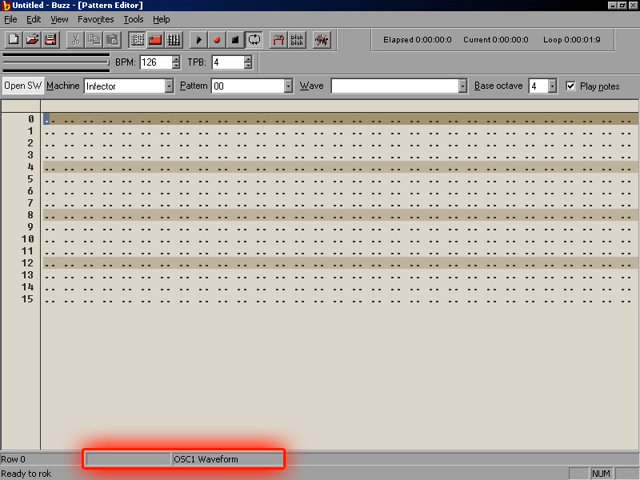 Untitled - Buzz - [Pattern Editor]
File Edit View Favorites Tools Help
Elapsed 0:00:00:0 Current 0:00:00:0 Loop 0:00:01:9
BPM: 126 TPB: 4
Open SW Machine Infector Pattern 00 Wave Base octave 4 Play notes
0
1
2
3
4
5
6
7
8
9
10
11
12
13
14
15
Row 0 OSC1 Waveform
Ready to rok NUM